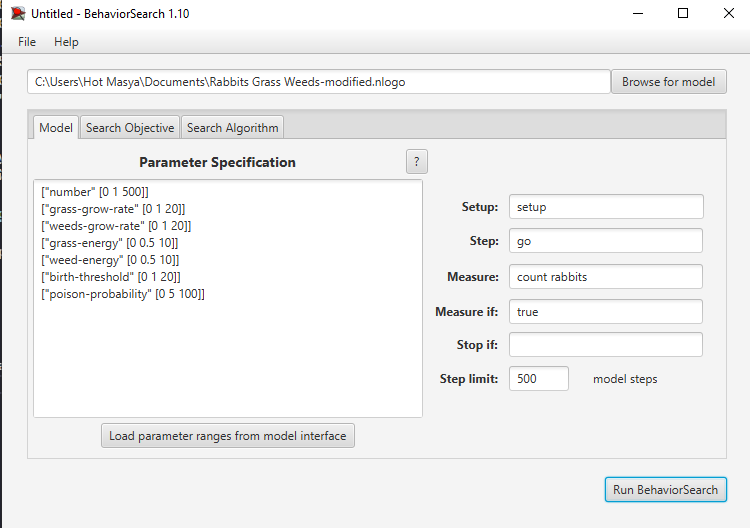 Untitled - BehaviorSearch 1.10
File Help
C:\Users\Hot Masya\Documents\Rabbits Grass Weeds-modified.nlogo
Browse for model
Model Search Objective Search Algorithm
Parameter Specification
?
["number" [0 1 500]]
["grass-grow-rate" [0 1 20]]
["weeds-grow-rate" [0 1 20]]
["grass-energy" [0 0.5 10]]
["weed-energy" [0 0.5 10]]
["birth-threshold" [0 1 20]]
["poison-probability" [0 5 100]]
Load parameter ranges from model interface
Setup: setup
Step: go
Measure: count rabbits
Measure if: true
Stop if:
Step limit: 500 model steps
Run BehaviorSearch